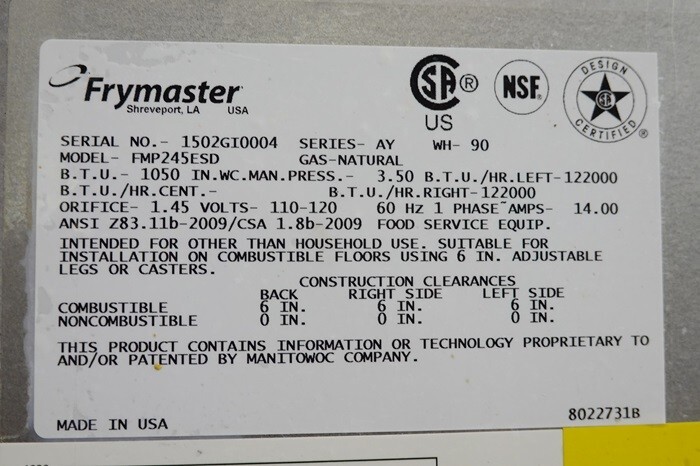 Frymaster
Shreveport, LA USA
SA ® US
NSF®
DESIGN CERTIFIED ®
SERIAL NO.- 1502GI0004 SERIES- AY WH- 90
MODEL- FMP245ESD GAS-NATURAL
B.T.U.- 1050 IN.WC.MAN.PRESS.- 3.50 B.T.U./HR.LEFT-122000
B.T.U./HR.CENT.- B.T.U./HR.RIGHT-122000
ORIFICE- 1.45 VOLTS- 110-120 60 Hz 1 PHASE~AMPS- 14.00
ANSI Z83.11b-2009/CSA 1.8b-2009 FOOD SERVICE EQUIP.
INTENDED FOR OTHER THAN HOUSEHOLD USE. SUITABLE FOR
INSTALLATION ON COMBUSTIBLE FLOORS USING 6 IN. ADJUSTABLE
LEGS OR CASTERS.
CONSTRUCTION CLEARANCES
BACK RIGHT SIDE LEFT SIDE
COMBUSTIBLE 6 IN. 6 IN. 6 IN.
NONCOMBUSTIBLE 0 IN. 0 IN. 0 IN.
THIS PRODUCT CONTAINS INFORMATION OR TECHNOLOGY PROPRIETARY TO
AND/OR PATENTED BY MANITOWOC COMPANY.
MADE IN USA
8022731B